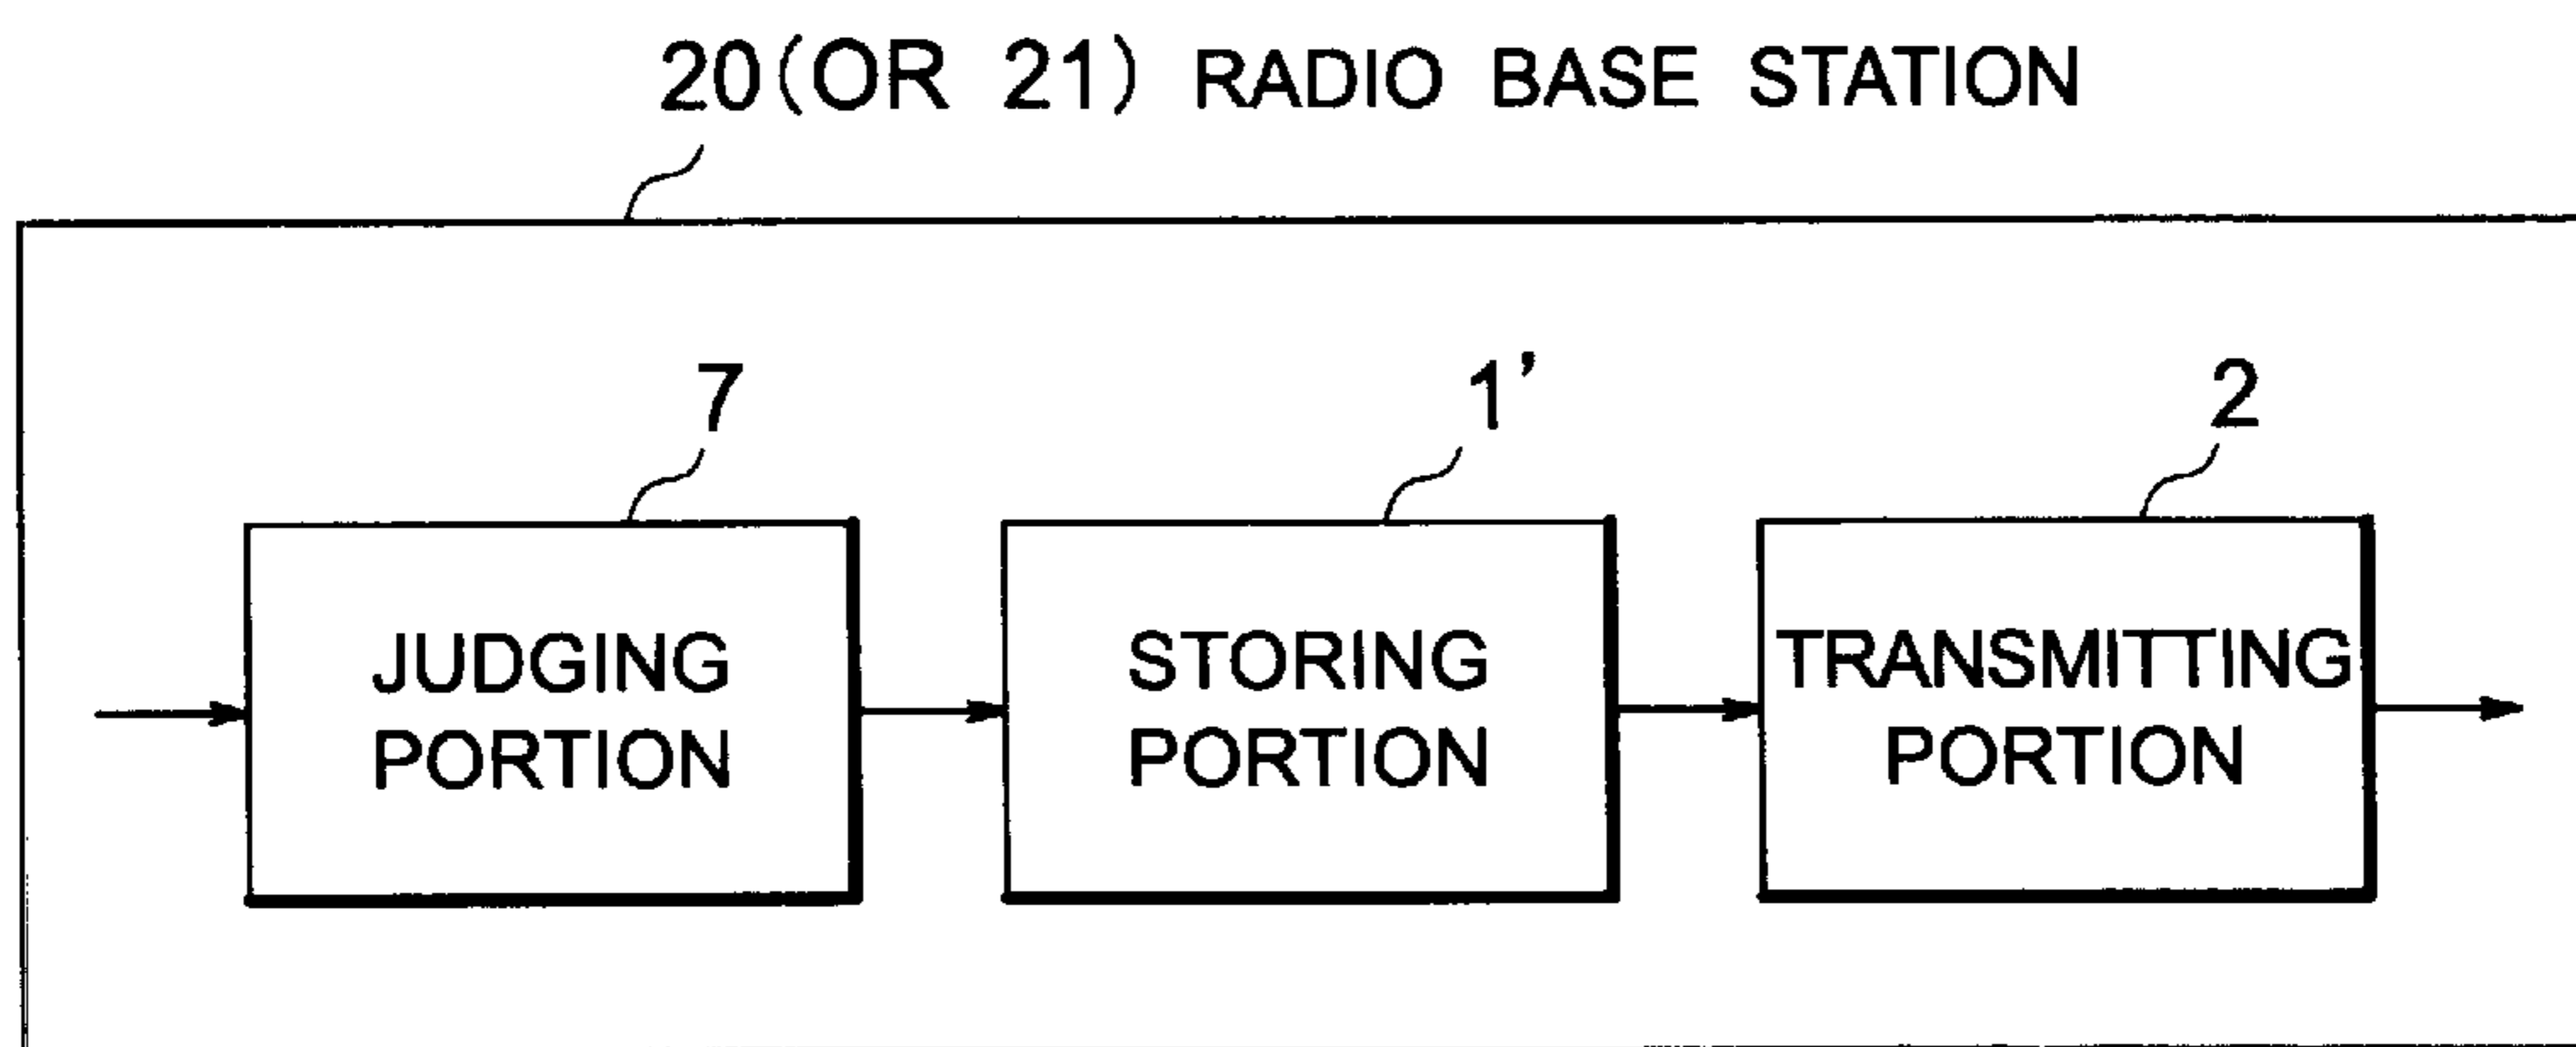 20(OR 21) RADIO BASE STATION
7
1’
2
JUDGING
PORTION
STORING
PORTION
TRANSMITTING
PORTION